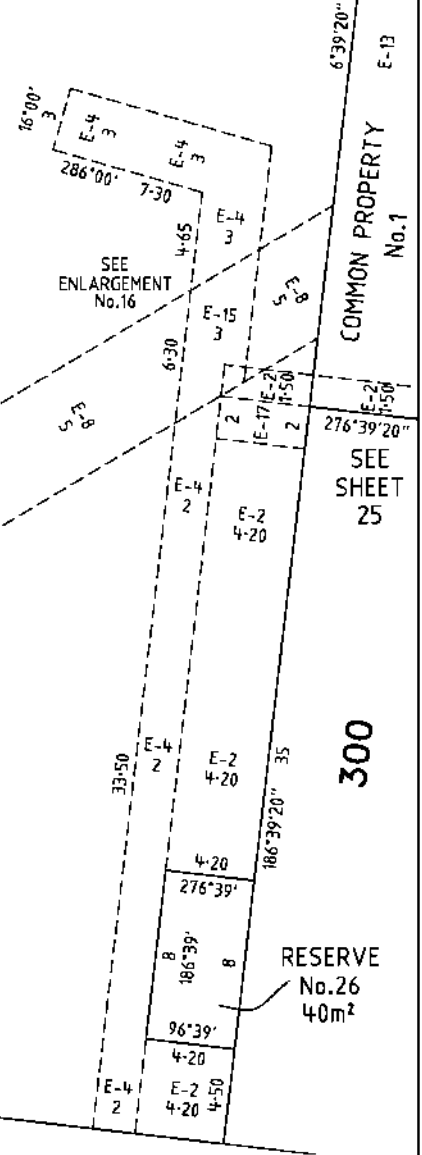 6°39'20"
E-13
16°00'
3
E-4
3
E-4
3
286°00'
7·30
COMMON PROPERTY
No.1
E-4
3
4·65
SEE
ENLARGEMENT
No.16
E-8
5
E-15
3
6·30
E-2
1·50
E-2
1·50
E-8
5
2
E-17
2
276°39'20"
SEE
SHEET
25
E-4
2
E-2
4·20
33·50
E-4
2
E-2
4·20
35
186°39'20"
300
4·20
276°39'
8
186°39'
8
RESERVE
No.26
40m²
96°39'
4·20
E-4
2
E-2
4·20
4·50